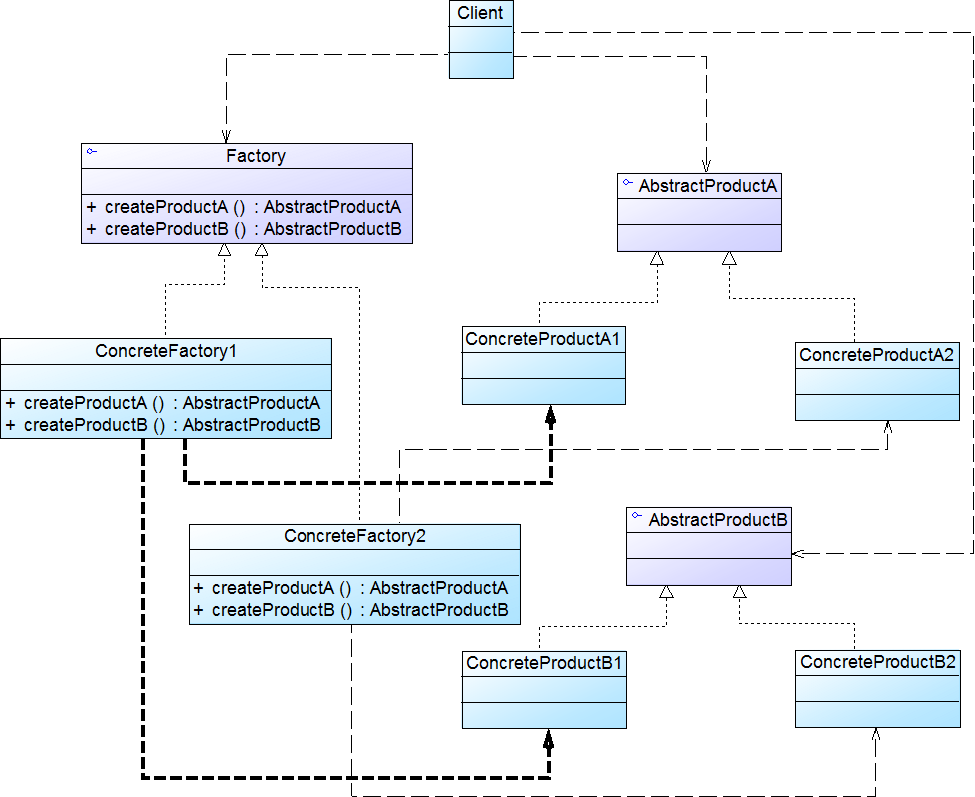 Client
Factory
+ createProductA () : AbstractProductA
+ createProductB () : AbstractProductB
AbstractProductA
ConcreteProductA1
ConcreteProductA2
ConcreteFactory1
+ createProductA () : AbstractProductA
+ createProductB () : AbstractProductB
AbstractProductB
ConcreteFactory2
+ createProductA () : AbstractProductA
+ createProductB () : AbstractProductB
ConcreteProductB1
ConcreteProductB2